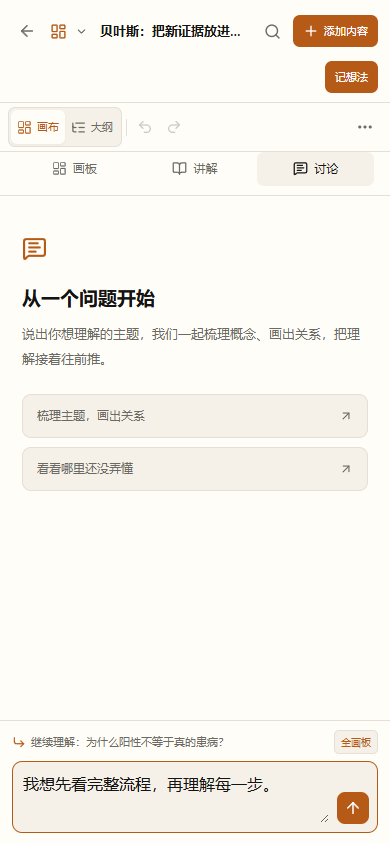 贝叶斯：把新证据放进...
添加内容
记想法
画布
大纲
画板
讲解
讨论
从一个问题开始
说出你想理解的主题，我们一起梳理概念、画出关系，把理
解接着往前推。
梳理主题，画出关系
看看哪里还没弄懂
继续理解：为什么阳性不等于真的患病？
全画板
我想先看完整流程，再理解每一步。